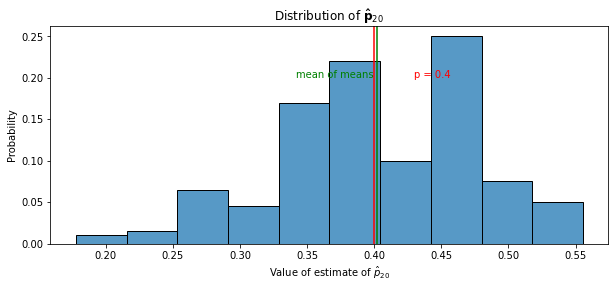 Distribution of p̂₂₀
Probability
0.25
0.20
0.15
0.10
0.05
0.00
mean of means
p = 0.4
0.20 0.25 0.30 0.35 0.40 0.45 0.50 0.55
Value of estimate of p̂₂₀